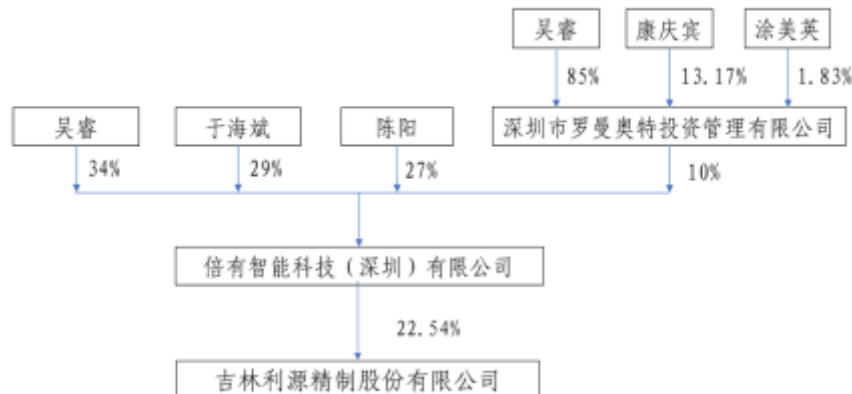 吴睿
康庆宾
涂美英
85%
13.17%
1.83%
吴睿
于海斌
陈阳
深圳市罗曼奥特投资管理有限公司
34%
29%
27%
10%
倍有智能科技（深圳）有限公司
22.54%
吉林利源精制股份有限公司